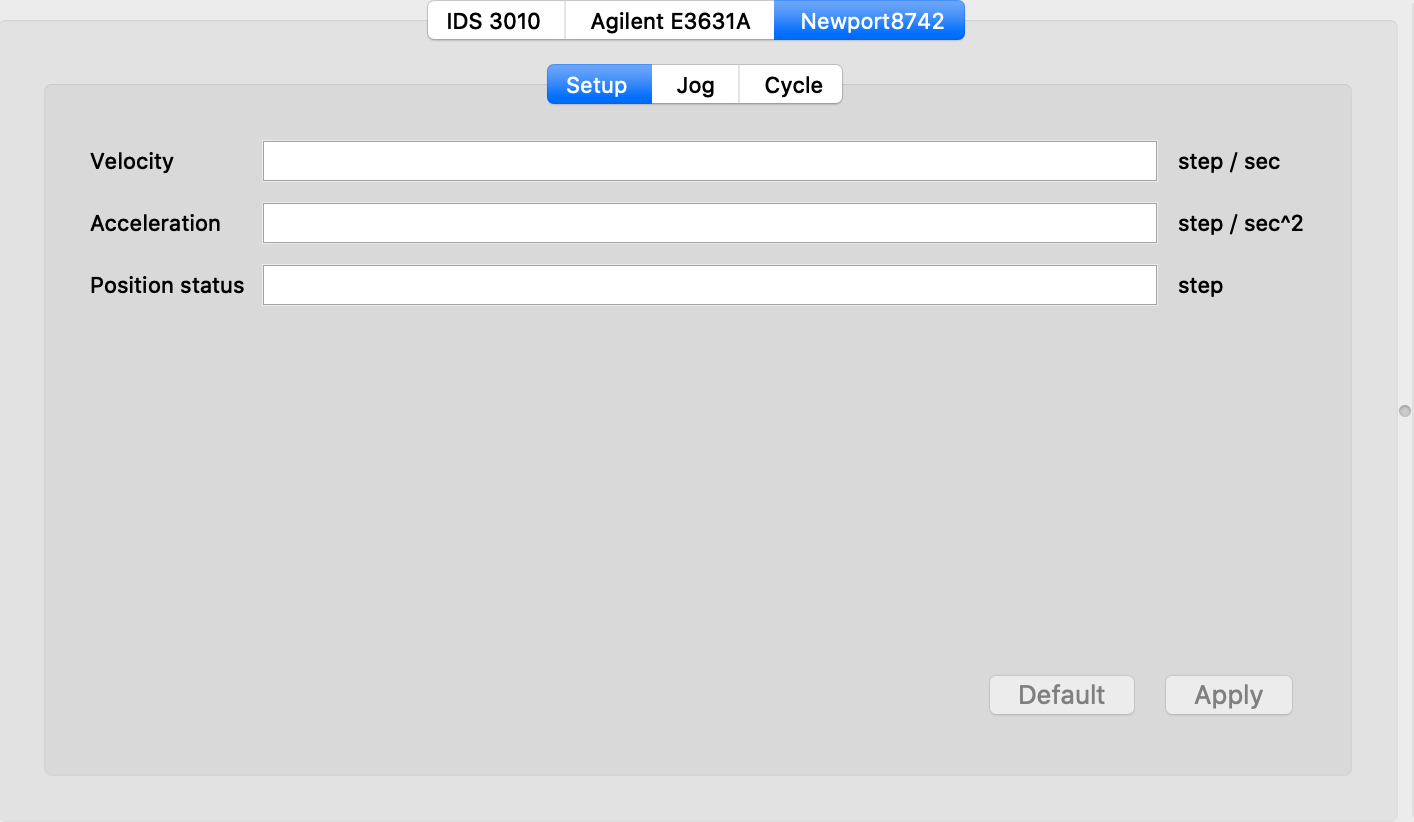 IDS 3010 Agilent E3631A Newport8742
Setup Jog Cycle
Velocity step / sec
Acceleration step / sec^2
Position status step
Default Apply